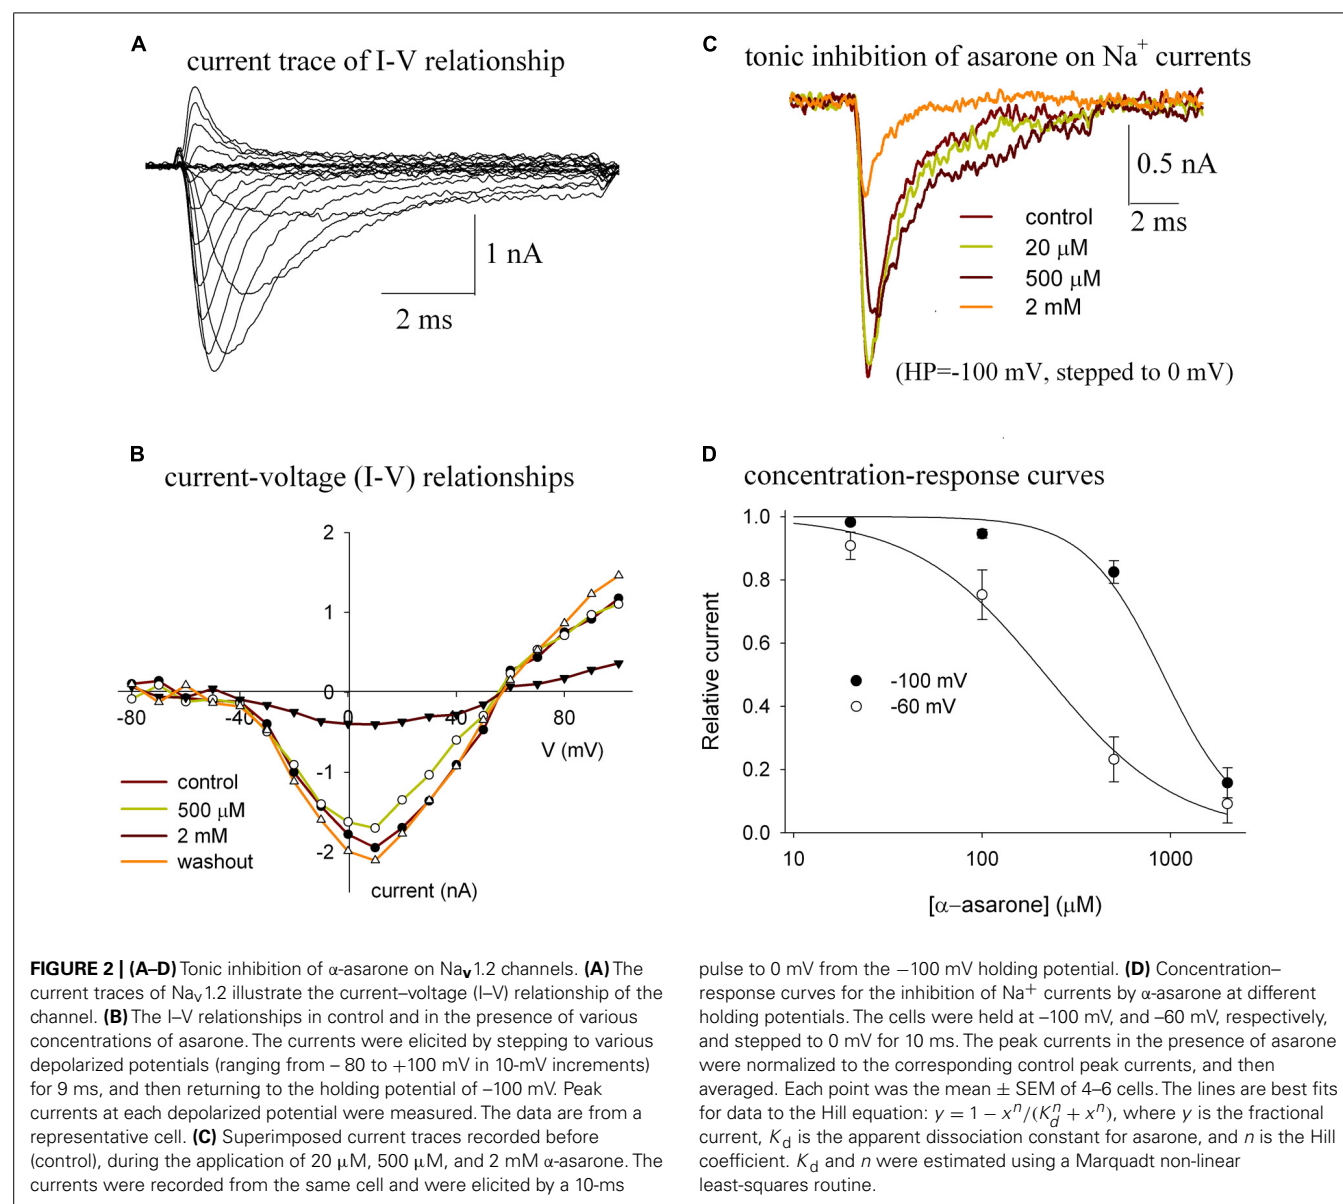 A
current trace of I-V relationship
1 nA
2 ms
C
tonic inhibition of asarone on Na+ currents
0.5 nA
2 ms
control
20 μM
500 μM
2 mM
(HP=-100 mV, stepped to 0 mV)
B
current-voltage (I-V) relationships
2
1
0
-1
-2
-80
-40
0
40
80
V (mV)
current (nA)
control
500 μM
2 mM
washout
D
concentration-response curves
1.0
0.8
0.6
0.4
0.2
0.0
Relative current
-100 mV
-60 mV
10
100
1000
[α–asarone] (μM)
FIGURE 2 | (A–D) Tonic inhibition of α-asarone on Nav1.2 channels. (A) The
current traces of Nav1.2 illustrate the current–voltage (I–V) relationship of the
channel. (B) The I–V relationships in control and in the presence of various
concentrations of asarone. The currents were elicited by stepping to various
depolarized potentials (ranging from – 80 to +100 mV in 10-mV increments)
for 9 ms, and then returning to the holding potential of –100 mV. Peak
currents at each depolarized potential were measured. The data are from a
representative cell. (C) Superimposed current traces recorded before
(control), during the application of 20 μM, 500 μM, and 2 mM α-asarone. The
currents were recorded from the same cell and were elicited by a 10-ms
pulse to 0 mV from the −100 mV holding potential. (D) Concentration–
response curves for the inhibition of Na+ currents by α-asarone at different
holding potentials. The cells were held at –100 mV, and –60 mV, respectively,
and stepped to 0 mV for 10 ms. The peak currents in the presence of asarone
were normalized to the corresponding control peak currents, and then
averaged. Each point was the mean ± SEM of 4–6 cells. The lines are best fits
for data to the Hill equation: y = 1 − x^n/(K_d^n + x^n), where y is the fractional
current, Kd is the apparent dissociation constant for asarone, and n is the Hill
coefficient. Kd and n were estimated using a Marquadt non-linear
least-squares routine.